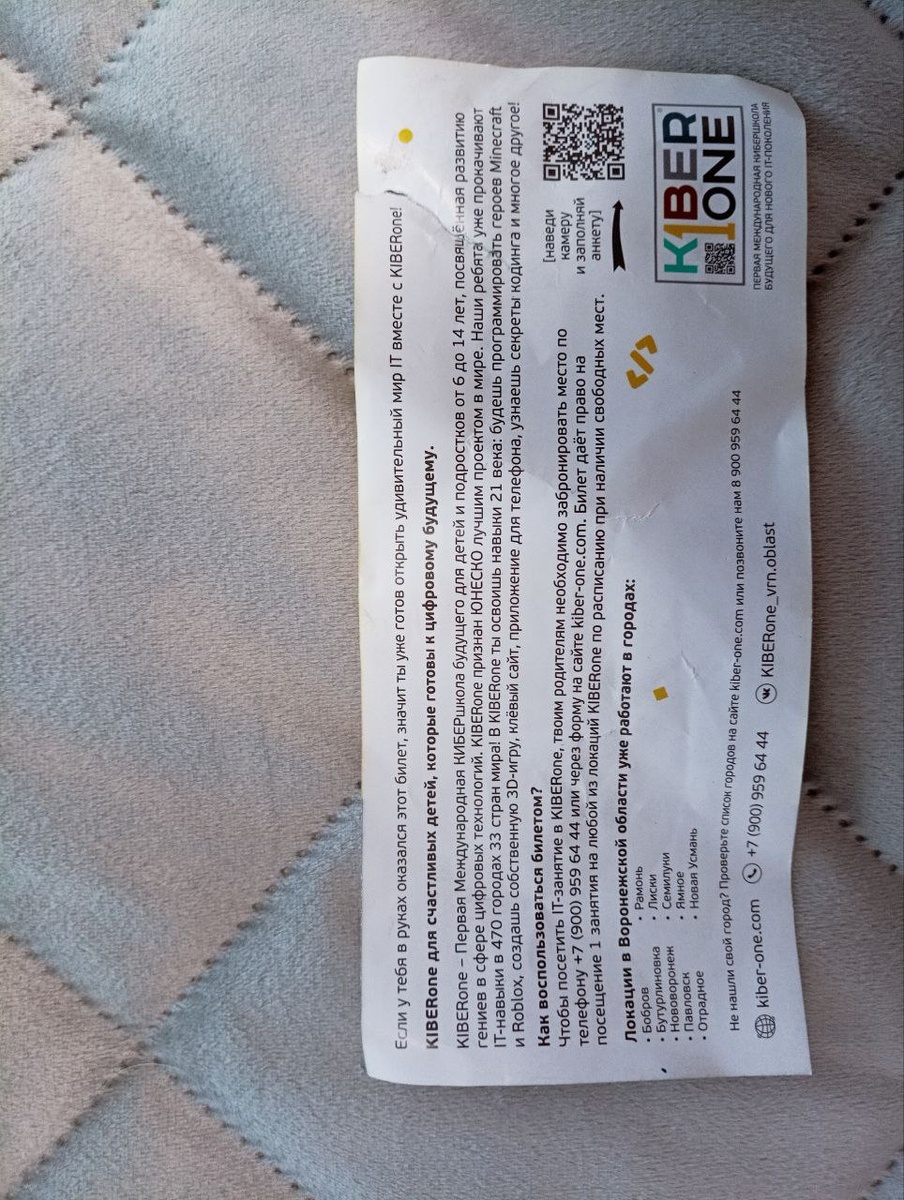 Если у тебя в руках оказался этот билет, значит ты уже готов открыть удивительный мир IT вместе с KIBERone!
KIBERone для счастливых детей, которые готовы к цифровому будущему.
KIBERone – Первая Международная КИБЕРшкола будущего для детей и подростков от 6 до 14 лет, посвящённая развитию
гениев в сфере цифровых технологий. KIBERone признан ЮНЕСКО лучшим проектом в мире. Наши ребята уже прокачивают
IT-навыки в 470 городах 33 стран мира! В KIBERone ты освоишь навыки 21 века: будешь программировать героев Minecraft
и Roblox, создашь собственную 3D-игру, клёвый сайт, приложение для телефона, узнаешь секреты кодинга и многое другое!
Как воспользоваться билетом?
Чтобы посетить IT-занятие в KIBERone, твоим родителям необходимо забронировать место по
телефону +7 (900) 959 64 44 или через форму на сайте kiber-one.com. Билет даёт право на
посещение 1 занятия на любой из локаций KIBERone по расписанию при наличии свободных мест.
[наведи
камеру
и заполняй
анкету]
Локации в Воронежской области уже работают в городах:
· Бобров
· Бутурлиновка
· Нововоронеж
· Павловск
· Отрадное
· Рамонь
· Лиски
· Семилуки
· Ямное
· Новая Усмань
</>
Не нашли свой город? Проверьте список городов на сайте kiber-one.com или позвоните нам 8 900 959 64 44
kiber-one.com +7 (900) 959 64 44 KIBERone_vrn.oblast
K1BER
ONE
ПЕРВАЯ МЕЖДУНАРОДНАЯ КИБЕРШКОЛА
БУДУЩЕГО ДЛЯ НОВОГО IT-ПОКОЛЕНИЯ